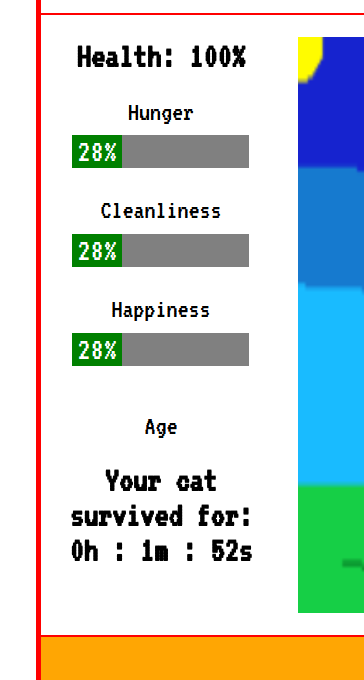 Health: 100%
Hunger
28%
Cleanliness
28%
Happiness
28%
Age
Your cat
survived for:
0h : 1m : 52s